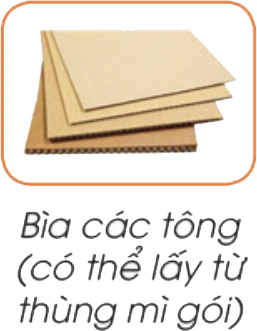 Bìa các tông
(có thể lấy từ
thùng mì gói)